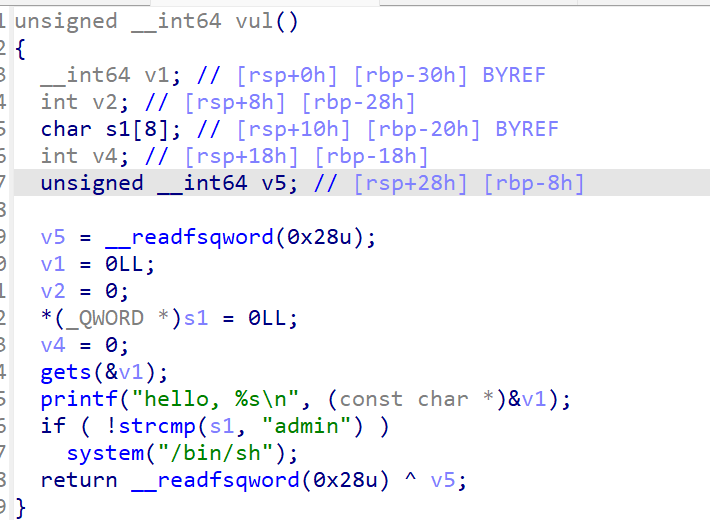 1 unsigned __int64 vul()
2 {
3   __int64 v1; // [rsp+0h] [rbp-30h] BYREF
4   int v2; // [rsp+8h] [rbp-28h]
5   char s1[8]; // [rsp+10h] [rbp-20h] BYREF
6   int v4; // [rsp+18h] [rbp-18h]
7   unsigned __int64 v5; // [rsp+28h] [rbp-8h]
8
9   v5 = __readfsqword(0x28u);
0   v1 = 0LL;
1   v2 = 0;
2   *(_QWORD *)s1 = 0LL;
3   v4 = 0;
4   gets(&v1);
5   printf("hello, %s\n", (const char *)&v1);
6   if ( !strcmp(s1, "admin") )
7     system("/bin/sh");
8   return __readfsqword(0x28u) ^ v5;
9 }